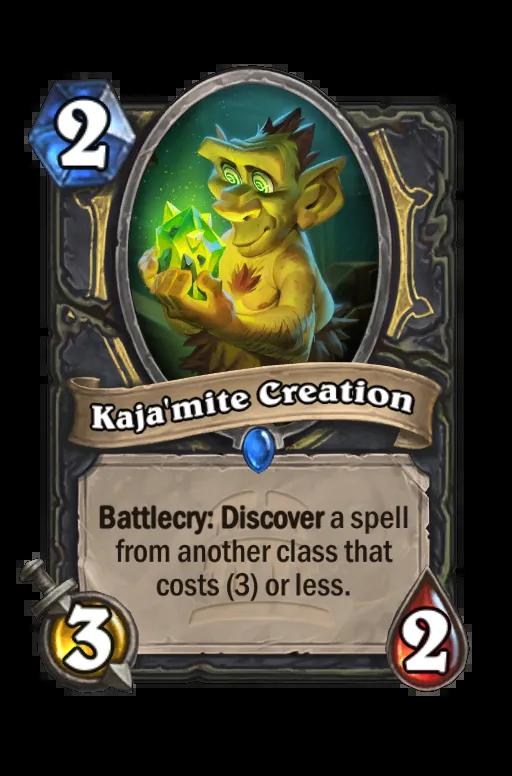 2
Kaja'mite Creation
Battlecry: Discover a spell
from another class that
costs (3) or less.
3
2